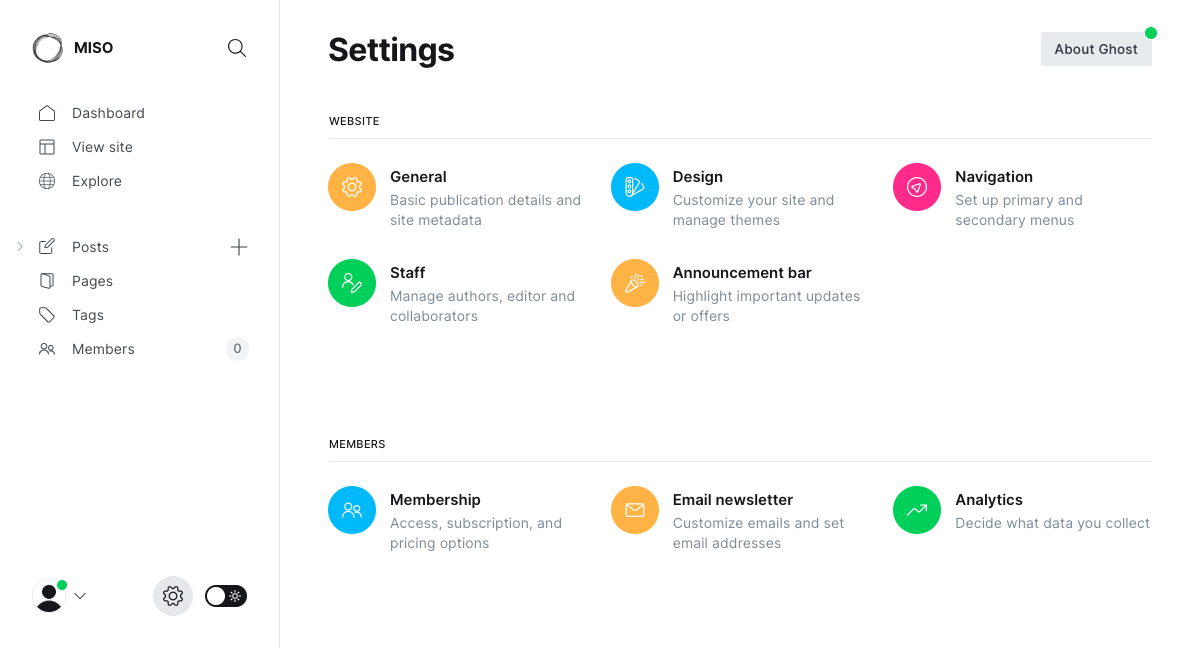 MISO
Dashboard
View site
Explore
Posts
Pages
Tags
Members
0
Settings
About Ghost
WEBSITE
General
Basic publication details and
site metadata
Design
Customize your site and
manage themes
Navigation
Set up primary and
secondary menus
Staff
Manage authors, editor and
collaborators
Announcement bar
Highlight important updates
or offers
MEMBERS
Membership
Access, subscription, and
pricing options
Email newsletter
Customize emails and set
email addresses
Analytics
Decide what data you collect